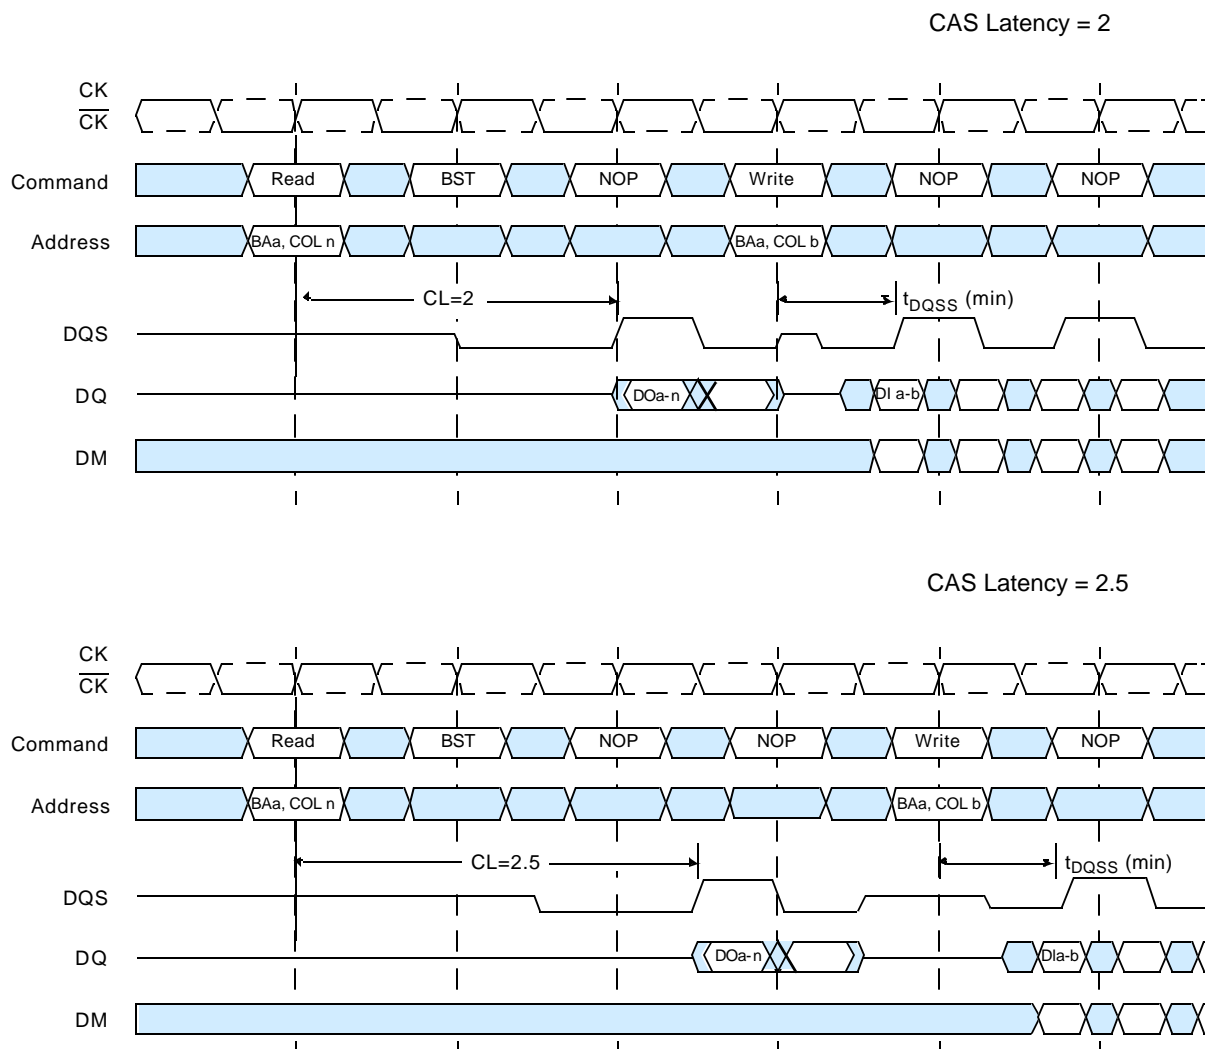 CAS Latency = 2
CK
CK
Command Read BST NOP Write NOP NOP
Address BAa, COL n BAa, COL b
CL=2 tDQSS (min)
DQS
DQ DOa-n DI a-b
DM
CAS Latency = 2.5
CK
CK
Command Read BST NOP NOP Write NOP
Address BAa, COL n BAa, COL b
CL=2.5 tDQSS (min)
DQS
DQ DOa-n DIa-b
DM